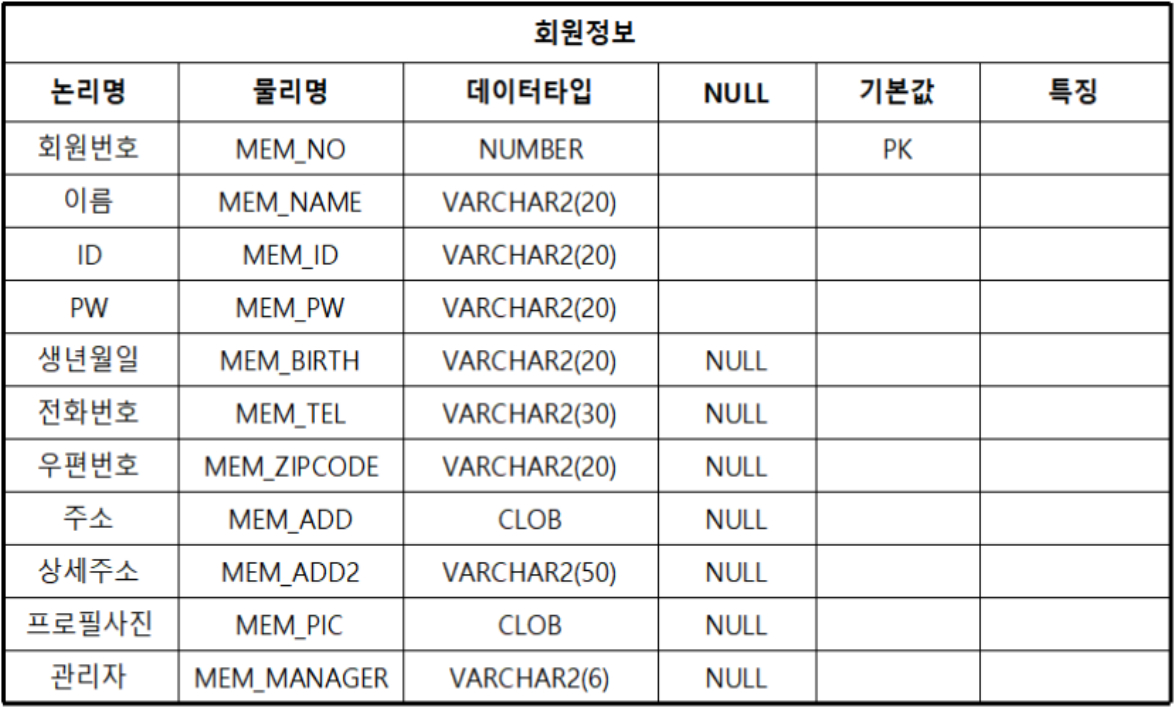 회원정보
논리명 물리명 데이터타입 NULL 기본값 특징
회원번호 MEM_NO NUMBER PK
이름 MEM_NAME VARCHAR2(20)
ID MEM_ID VARCHAR2(20)
PW MEM_PW VARCHAR2(20)
생년월일 MEM_BIRTH VARCHAR2(20) NULL
전화번호 MEM_TEL VARCHAR2(30) NULL
우편번호 MEM_ZIPCODE VARCHAR2(20) NULL
주소 MEM_ADD CLOB NULL
상세주소 MEM_ADD2 VARCHAR2(50) NULL
프로필사진 MEM_PIC CLOB NULL
관리자 MEM_MANAGER VARCHAR2(6) NULL